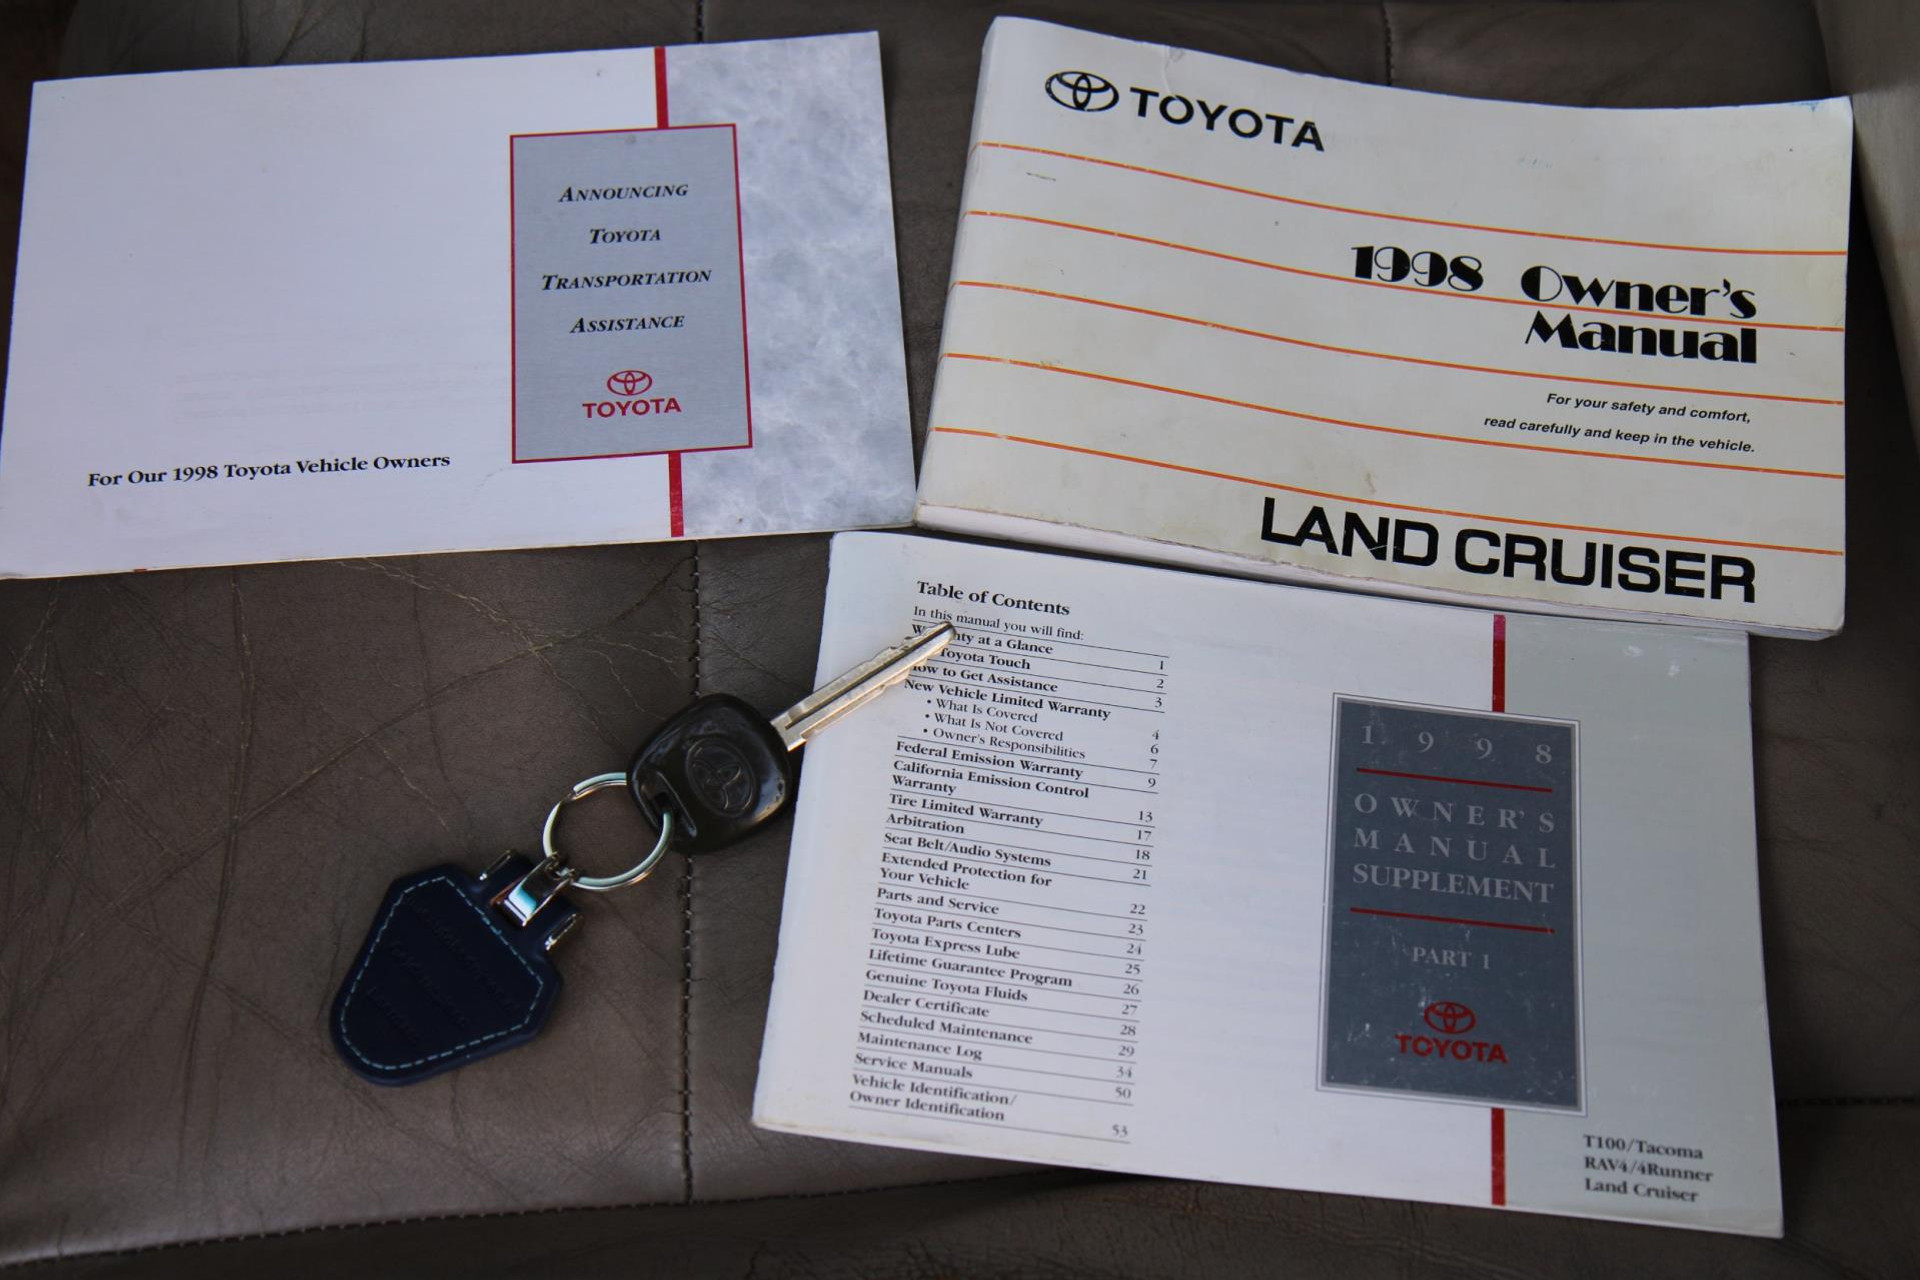 ANNOUNCING
TOYOTA
TRANSPORTATION
ASSISTANCE
TOYOTA
For Our 1998 Toyota Vehicle Owners
TOYOTA
1998 Owner's
Manual
For your safety and comfort,
read carefully and keep in the vehicle.
LAND CRUISER
Table of Contents
In this manual you will find:
at a Glance 1
Toyota Touch 2
to Get Assistance 3
New Vehicle Limited Warranty
• What Is Covered 4
• What Is Not Covered 6
• Owner's Responsibilities 7
Federal Emission Warranty 9
California Emission Control
Warranty 13
Tire Limited Warranty 17
Arbitration 18
Seat Belt/Audio Systems 21
Extended Protection for
Your Vehicle 22
Parts and Service 23
Toyota Parts Centers 24
Toyota Express Lube 25
Lifetime Guarantee Program 26
Genuine Toyota Fluids 27
Dealer Certificate 28
Scheduled Maintenance 29
Maintenance Log 34
Service Manuals 50
Vehicle Identification/
Owner Identification 53
1998
OWNER'S
MANUAL
SUPPLEMENT
PART 1
TOYOTA
T100/Tacoma
RAV4/4Runner
Land Cruiser